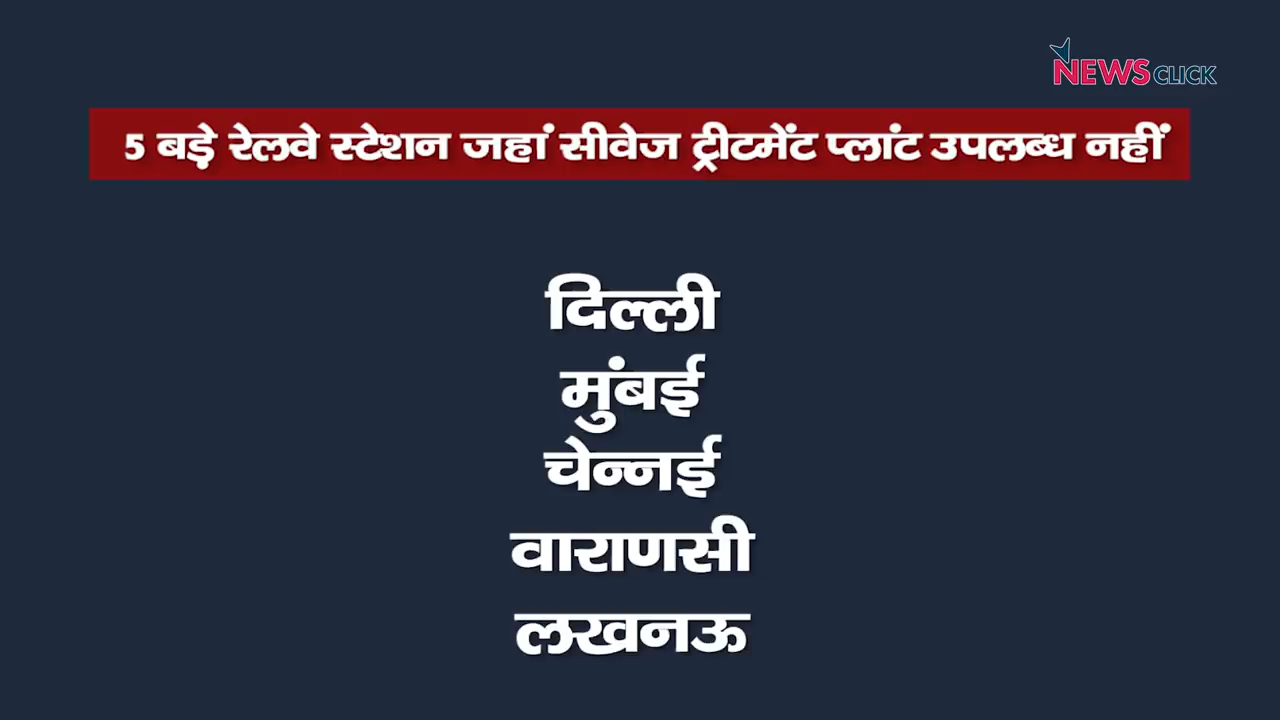 NEWSCLICK
5 बड़े रेलवे स्टेशन जहां सीवेज ट्रीटमेंट प्लांट उपलब्ध नहीं
दिल्ली
मुंबई
चेन्नई
वाराणसी
लखनऊ